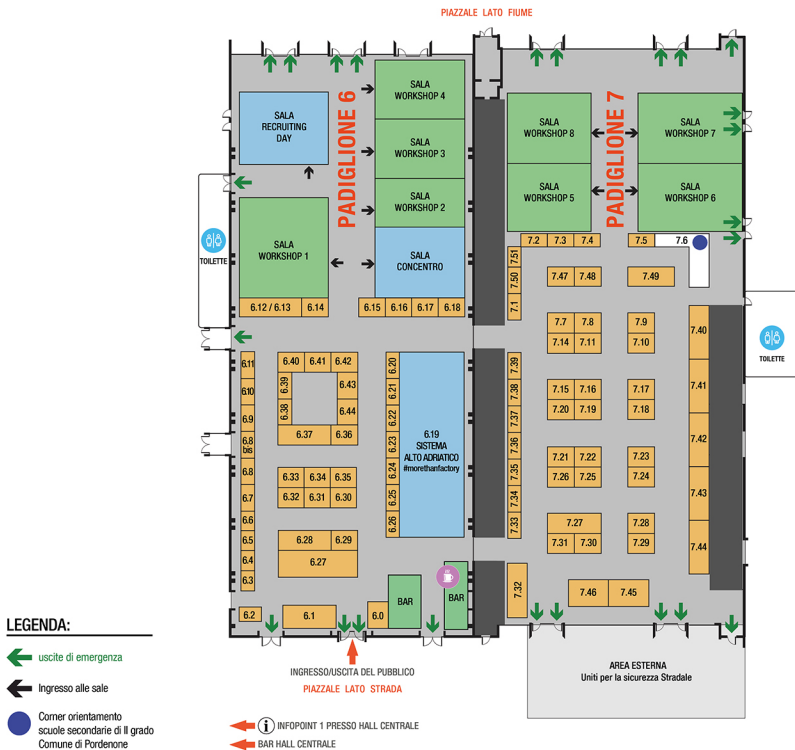 PIAZZALE LATO FIUME
PADIGLIONE 6
SALA
RECRUITING
DAY
SALA
WORKSHOP 4
SALA
WORKSHOP 3
SALA
WORKSHOP 2
SALA
WORKSHOP 1
SALA
CONCENTRO
TOILETTE
6.12 / 6.13
6.14
6.15
6.16
6.17
6.18
6.11
6.10
6.9
6.8
bis
6.8
6.7
6.6
6.5
6.4
6.3
6.2
6.40
6.41
6.42
6.39
6.43
6.38
6.44
6.37
6.36
6.33
6.34
6.35
6.32
6.31
6.30
6.28
6.29
6.27
6.20
6.21
6.22
6.23
6.24
6.25
6.26
6.19
SISTEMA
ALTO ADRIATICO
#morethanfactory
6.1
6.0
BAR
BAR
PADIGLIONE 7
SALA
WORKSHOP 8
SALA
WORKSHOP 7
SALA
WORKSHOP 5
SALA
WORKSHOP 6
7.2
7.3
7.4
7.5
7.6
7.51
7.50
7.1
7.47
7.48
7.49
7.7
7.8
7.9
7.14
7.11
7.10
7.40
7.39
7.38
7.37
7.36
7.35
7.34
7.33
7.15
7.16
7.17
7.20
7.19
7.18
7.41
7.42
7.21
7.22
7.23
7.26
7.25
7.24
7.43
7.27
7.28
7.31
7.30
7.29
7.44
7.32
7.46
7.45
TOILETTE
AREA ESTERNA
Uniti per la sicurezza Stradale
INGRESSO/USCITA DEL PUBBLICO
PIAZZALE LATO STRADA
i INFOPOINT 1 PRESSO HALL CENTRALE
BAR HALL CENTRALE
LEGENDA:
uscite di emergenza
Ingresso alle sale
Corner orientamento
scuole secondarie di II grado
Comune di Pordenone